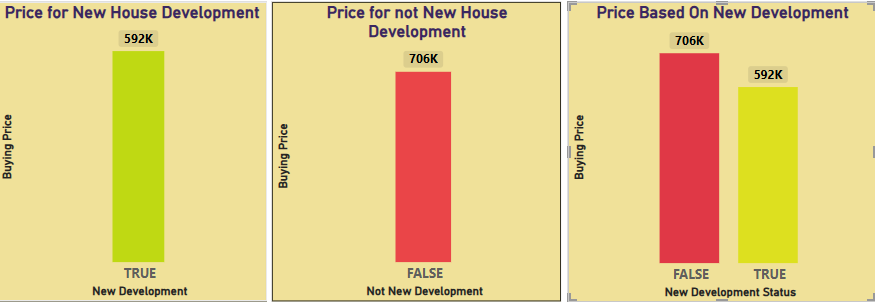 Price for New House Development
592K
Buying Price
TRUE
New Development
Price for not New House
Development
706K
Buying Price
FALSE
Not New Development
Price Based On New Development
706K
592K
Buying Price
FALSE
TRUE
New Development Status